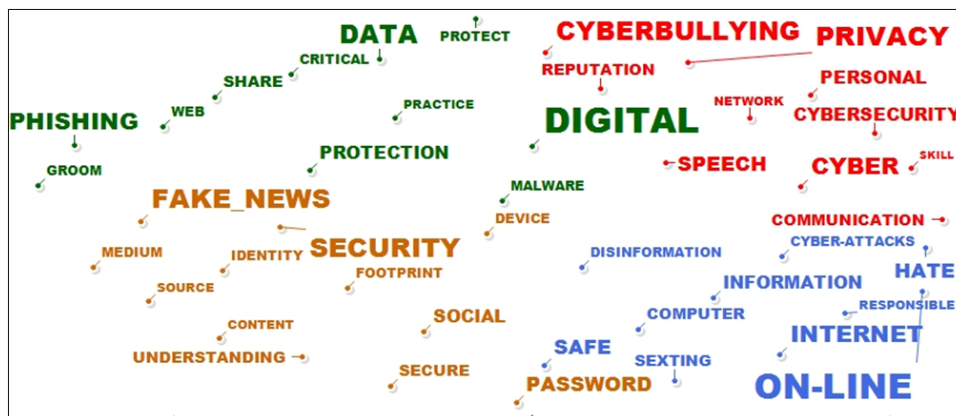 DATA
PROTECT
CYBERBULLYING
PRIVACY
CRITICAL
SHARE
REPUTATION
PERSONAL
WEB
PRACTICE
NETWORK
PHISHING
DIGITAL
CYBERSECURITY
PROTECTION
SPEECH
CYBER
SKILL
GROOM
MALWARE
FAKE_NEWS
DEVICE
COMMUNICATION
SECURITY
CYBER-ATTACKS
MEDIUM
IDENTITY
DISINFORMATION
FOOTPRINT
HATE
SOURCE
INFORMATION
RESPONSIBLE
CONTENT
SOCIAL
COMPUTER
INTERNET
UNDERSTANDING
SAFE
SEXTING
SECURE
PASSWORD
ON-LINE